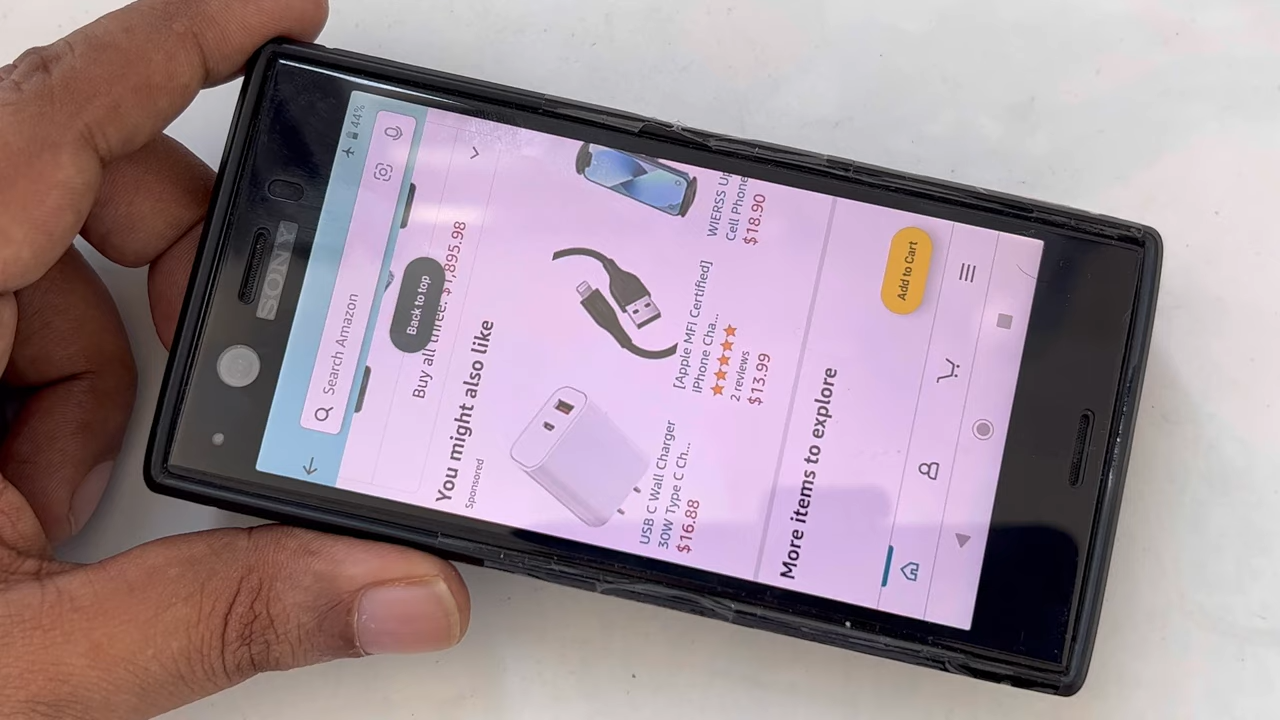 SONY
44%
Search Amazon
Buy all three: $1,895.98
Back to top
You might also like
Sponsored
USB C Wall Charger
30W Type C Ch...
$16.88
[Apple MFI Certified]
iPhone Cha...
2 reviews
$13.99
WIERSS Up
Cell Phone
$18.90
More items to explore
Add to Cart